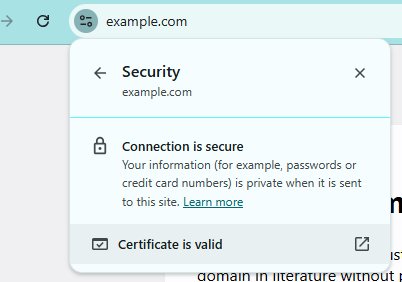 example.com
Security
example.com
Connection is secure
Your information (for example, passwords or
credit card numbers) is private when it is sent
to this site. Learn more
Certificate is valid
domain in literature without p